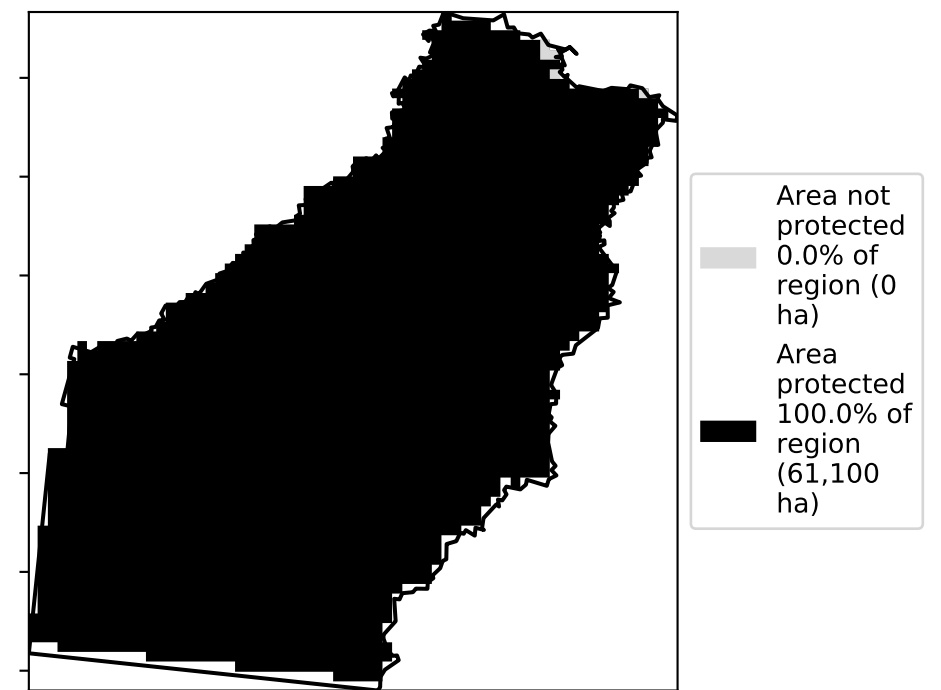 Area not
protected
0.0% of
region (0
ha)
Area
protected
100.0% of
region
(61,100
ha)